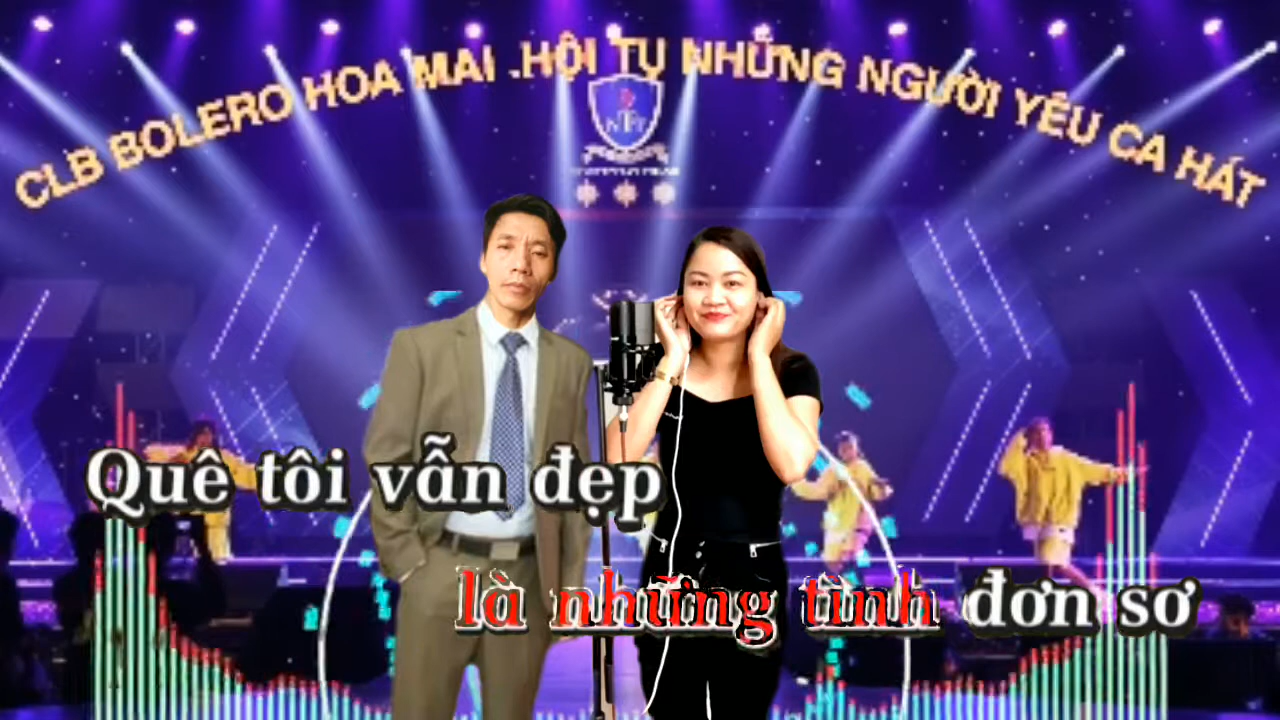 CLB BOLERO HOA MAI .HỘI TỤ NHỮNG NGƯỜI YÊU CA HÁT
Quê tôi vẫn đẹp
là những tình đơn sơ